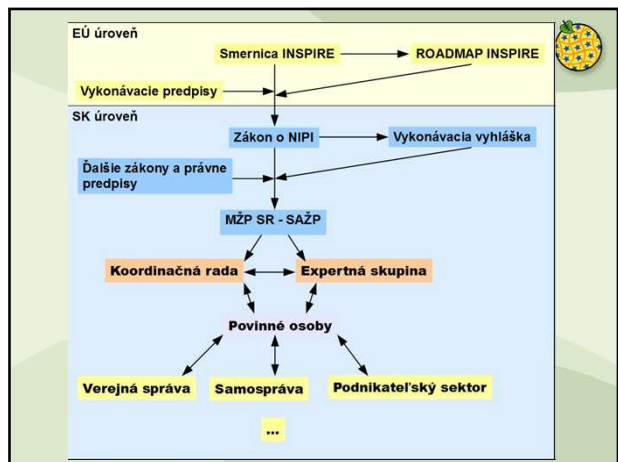 EÚ úroveň
Smernica INSPIRE
ROADMAP INSPIRE
Vykonávacie predpisy
SK úroveň
Zákon o NIPI
Vykonávacia vyhláška
Ďalšie zákony a právne
predpisy
MŽP SR - SAŽP
Koordinačná rada
Expertná skupina
Povinné osoby
Verejná správa
Samospráva
Podnikateľský sektor
...